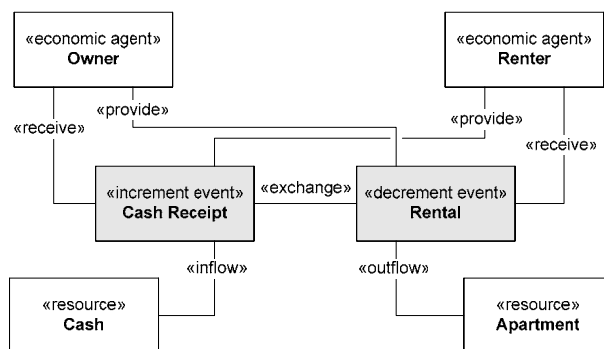 «economic agent»
Owner
«economic agent»
Renter
«provide»
«receive»
«provide»
«receive»
«increment event»
Cash Receipt
«exchange»
«decrement event»
Rental
«inflow»
«outflow»
«resource»
Cash
«resource»
Apartment